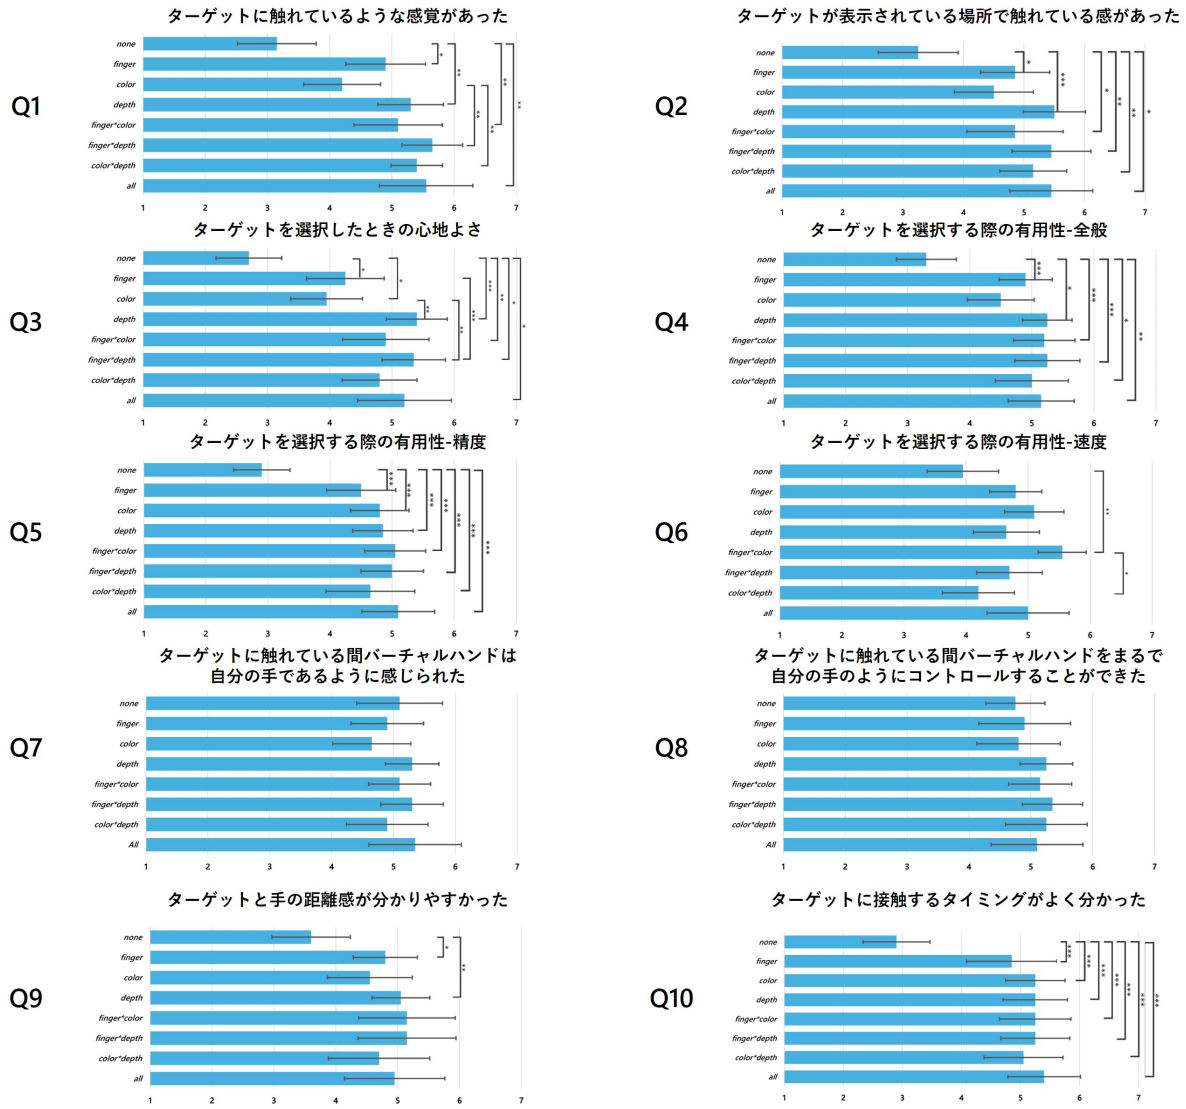 ターゲットに触れているような感覚があった
Q1
none
finger
color
depth
finger*color
finger*depth
color*depth
all
* ** ** ** ** **
1 2 3 4 5 6 7
ターゲットが表示されている場所で触れている感があった
Q2
none
finger
color
depth
finger*color
finger*depth
color*depth
all
* *** * ** ** *
1 2 3 4 5 6 7
ターゲットを選択したときの心地よさ
Q3
none
finger
color
depth
finger*color
finger*depth
color*depth
all
* * ** ** *** *** ** * *
1 2 3 4 5 6 7
ターゲットを選択する際の有用性-全般
Q4
none
finger
color
depth
finger*color
finger*depth
color*depth
all
*** * *** *** * **
1 2 3 4 5 6 7
ターゲットを選択する際の有用性-精度
Q5
none
finger
color
depth
finger*color
finger*depth
color*depth
all
*** *** *** *** *** *** ***
1 2 3 4 5 6 7
ターゲットを選択する際の有用性-速度
Q6
none
finger
color
depth
finger*color
finger*depth
color*depth
all
** *
1 2 3 4 5 6 7
ターゲットに触れている間バーチャルハンドは
自分の手であるように感じられた
Q7
none
finger
color
depth
finger*color
finger*depth
color*depth
All
1 2 3 4 5 6 7
ターゲットに触れている間バーチャルハンドをまるで
自分の手のようにコントロールすることができた
Q8
none
finger
color
depth
finger*color
finger*depth
color*depth
All
1 2 3 4 5 6 7
ターゲットと手の距離感が分かりやすかった
Q9
none
finger
color
depth
finger*color
finger*depth
color*depth
all
* **
1 2 3 4 5 6 7
ターゲットに接触するタイミングがよく分かった
Q10
none
finger
color
depth
finger*color
finger*depth
color*depth
all
*** *** *** *** *** *** ***
1 2 3 4 5 6 7